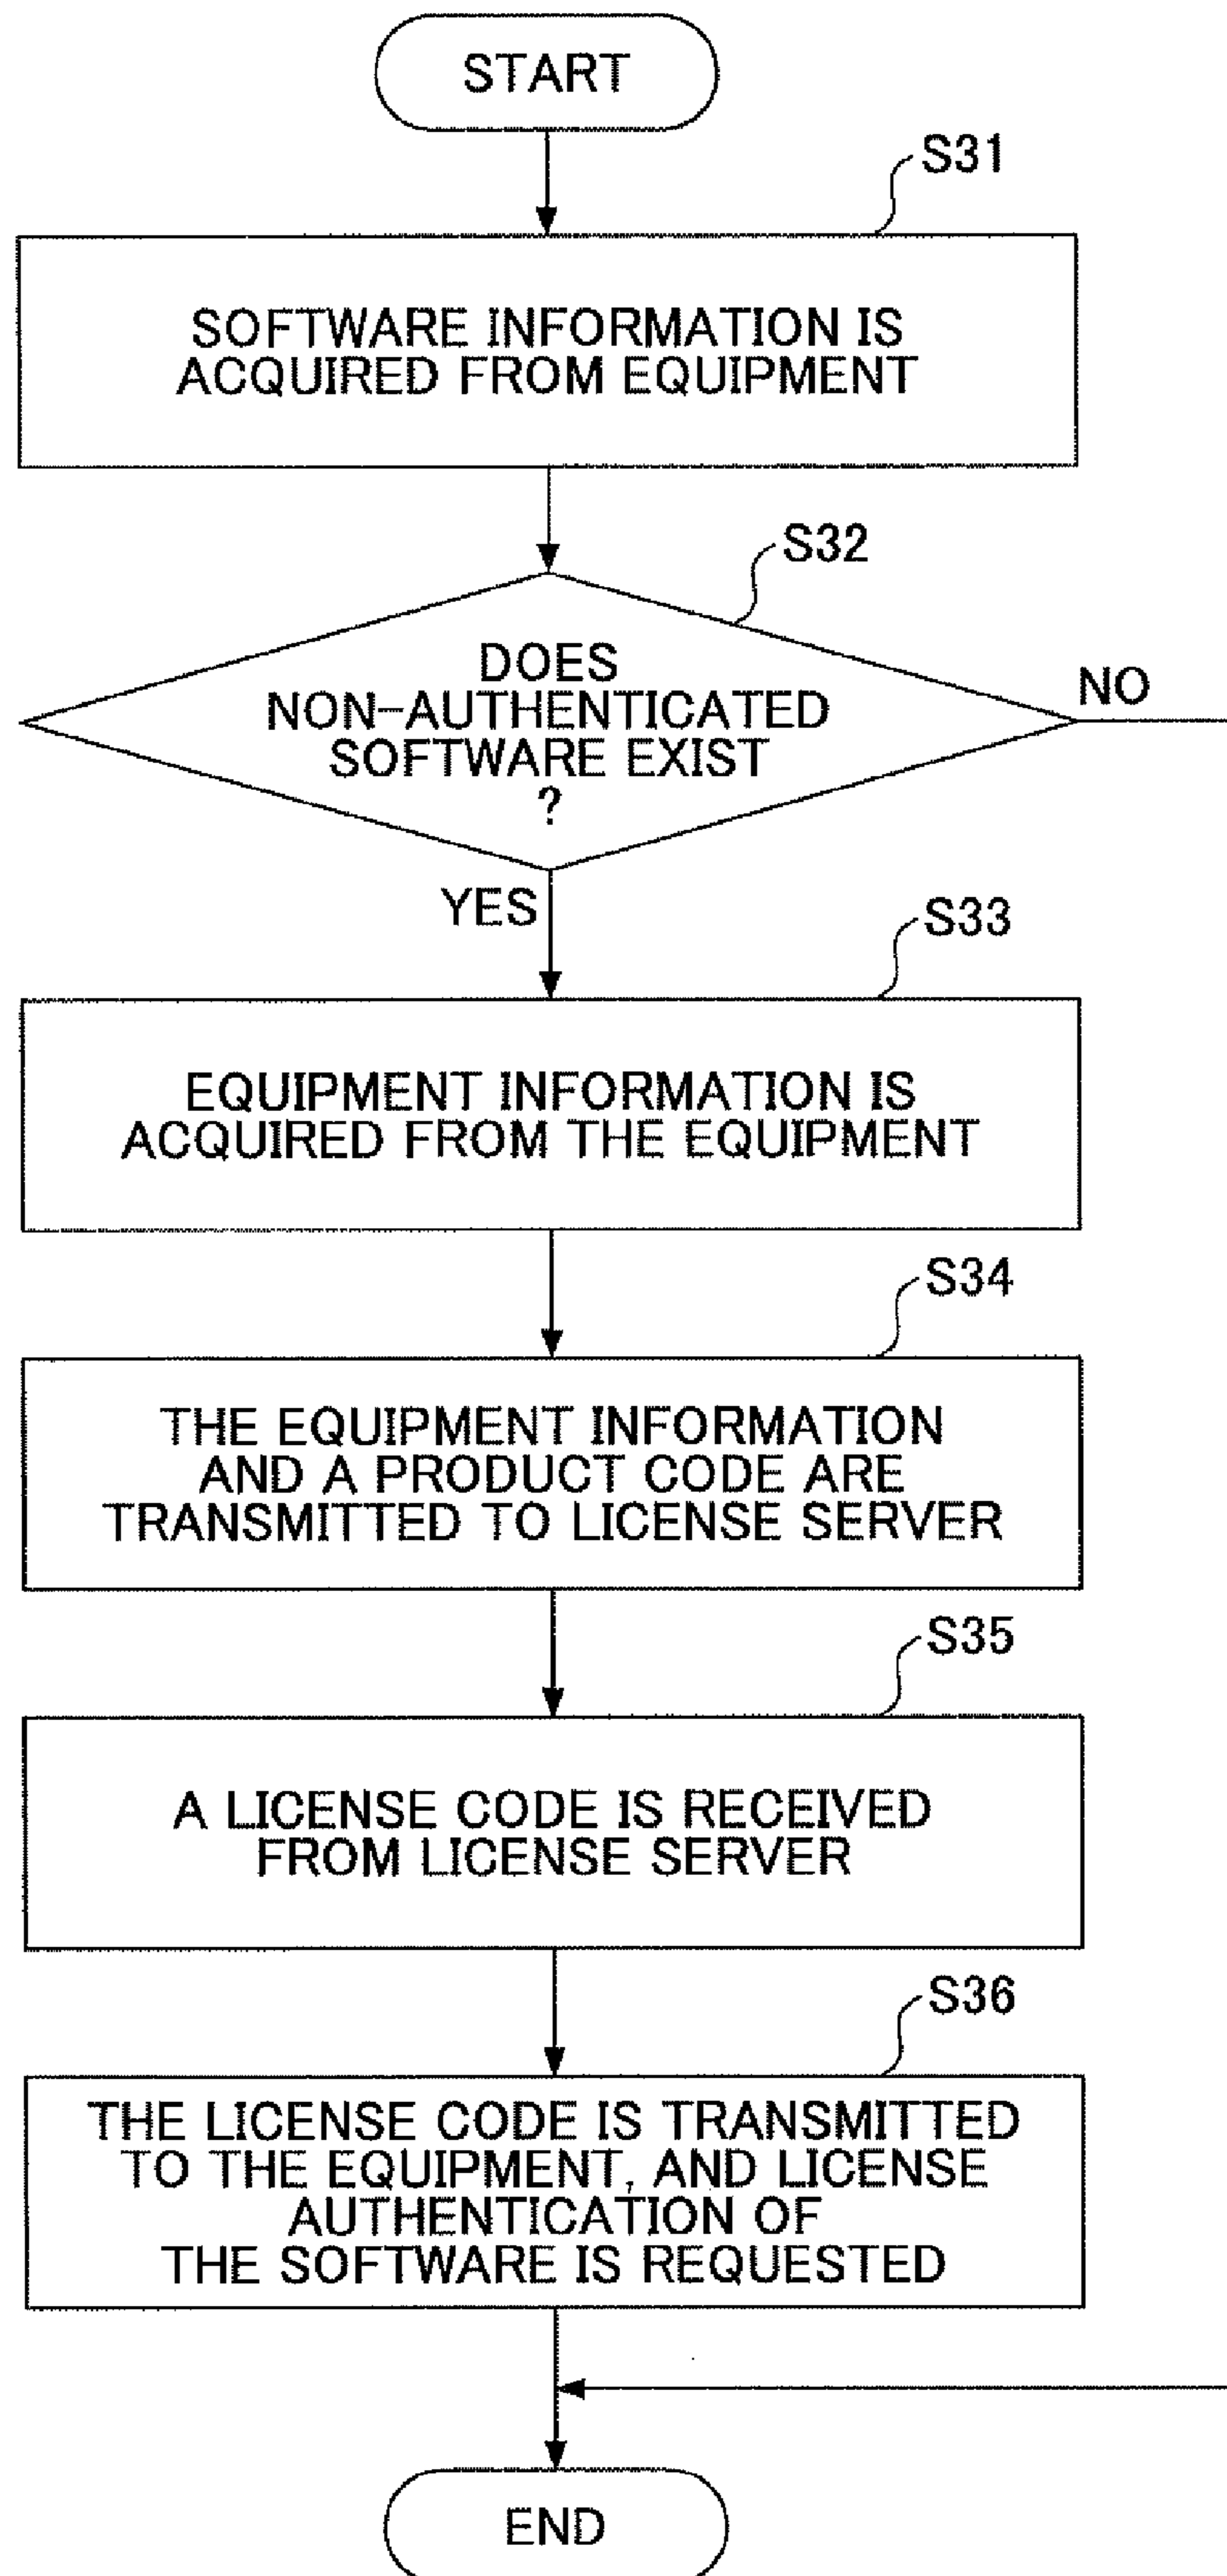 START
S31
SOFTWARE INFORMATION IS
ACQUIRED FROM EQUIPMENT
S32
DOES
NON-AUTHENTICATED
SOFTWARE EXIST
?
NO
YES
S33
EQUIPMENT INFORMATION IS
ACQUIRED FROM THE EQUIPMENT
S34
THE EQUIPMENT INFORMATION
AND A PRODUCT CODE ARE
TRANSMITTED TO LICENSE SERVER
S35
A LICENSE CODE IS RECEIVED
FROM LICENSE SERVER
S36
THE LICENSE CODE IS TRANSMITTED
TO THE EQUIPMENT, AND LICENSE
AUTHENTICATION OF
THE SOFTWARE IS REQUESTED
END